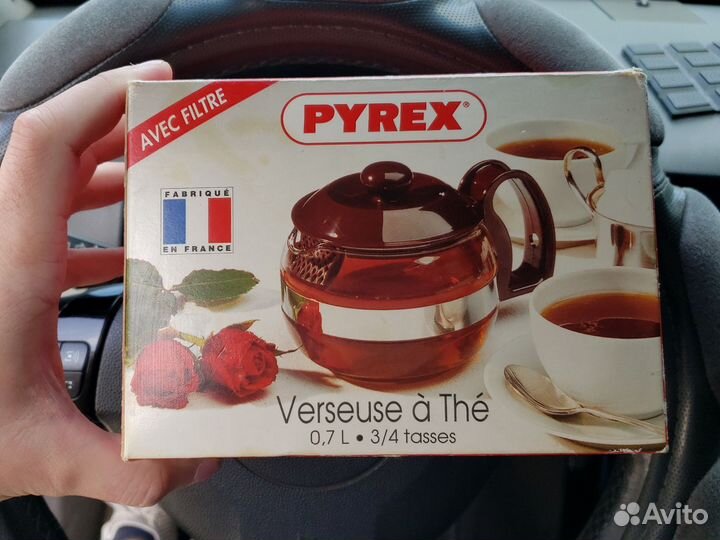 AVEC FILTRE
PYREX®
FABRIQUÉ
EN FRANCE
Verseuse à Thé
0,7 L • 3/4 tasses
Avito